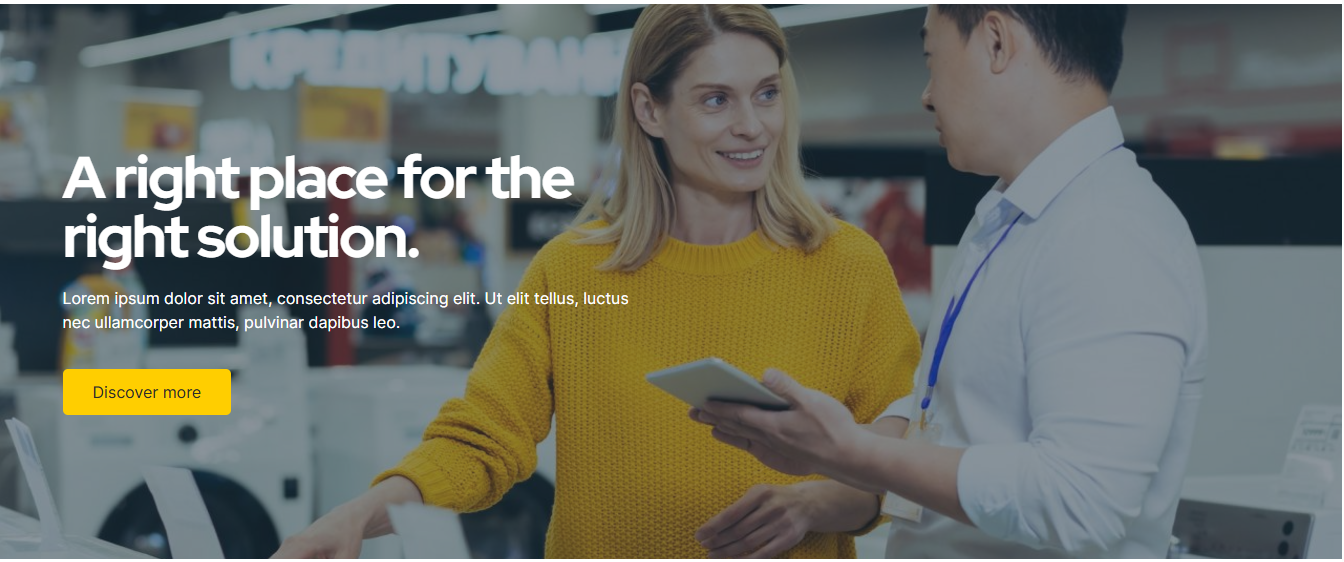 КРЕДИТУВАНН
A right place for the
right solution.
Lorem ipsum dolor sit amet, consectetur adipiscing elit. Ut elit tellus, luctus
nec ullamcorper mattis, pulvinar dapibus leo.
Discover more